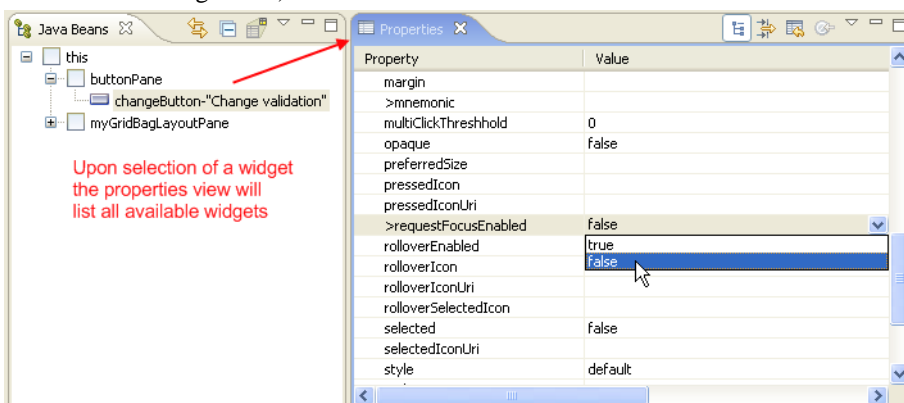 Java Beans
this
buttonPane
changeButton-"Change validation"
myGridBagLayoutPane
Upon selection of a widget
the properties view will
list all available widgets
Properties
Property Value
margin
>mnemonic
multiClickThreshhold 0
opaque false
preferredSize
pressedIcon
pressedIconUri
>requestFocusEnabled false
rolloverEnabled true
rolloverIcon false
rolloverIconUri
rolloverSelectedIcon
selected false
selectedIconUri
style default